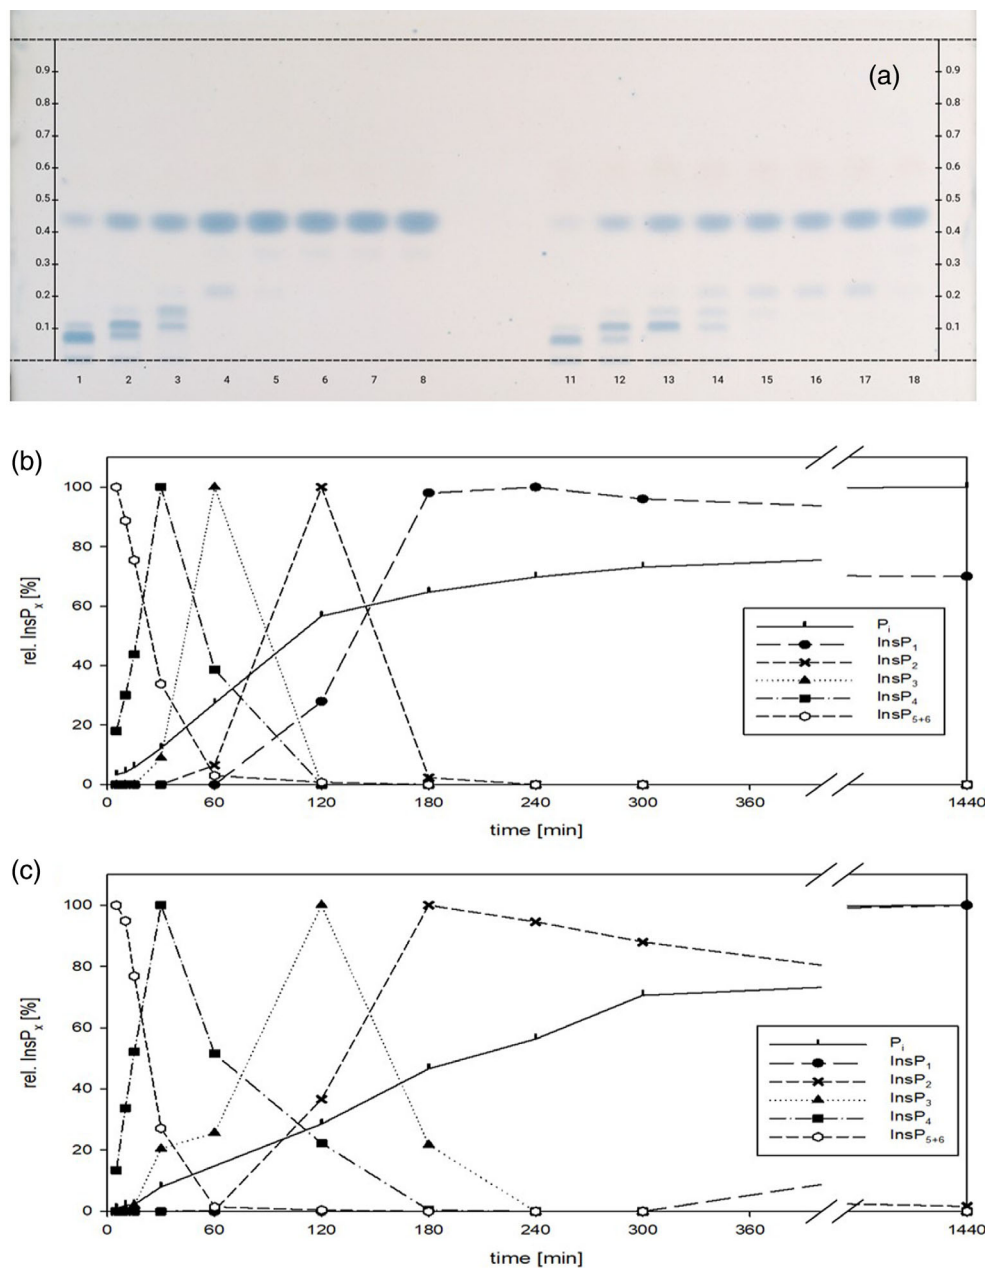 (a)
0.9 0.9
0.8 0.8
0.7 0.7
0.6 0.6
0.5 0.5
0.4 0.4
0.3 0.3
0.2 0.2
0.1 0.1
1 2 3 4 5 6 7 8 11 12 13 14 15 16 17 18
(b)
100
80
60
40
20
0
rel. InsPₓ [%]
Pᵢ
InsP₁
InsP₂
InsP₃
InsP₄
InsP₅₊₆
0 60 120 180 240 300 360 1440
time [min]
(c)
100
80
60
40
20
0
rel. InsPₓ [%]
Pᵢ
InsP₁
InsP₂
InsP₃
InsP₄
InsP₅₊₆
0 60 120 180 240 300 360 1440
time [min]